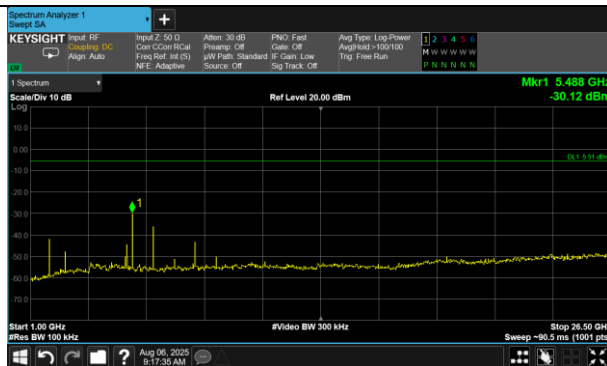 Spectrum Analyzer 1
Swept SA
KEYSIGHT
Input: RF
Coupling: DC
Align: Auto
Input Z: 50 Ω
Corr CCorr RCal
Freq Ref: Int (S)
NFE: Adaptive
Atten: 30 dB
Preamp: Off
µW Path: Standard
Source: Off
PNO: Fast
Gate: Off
IF Gain: Low
Sig Track: Off
Avg Type: Log-Power
Avg|Hold:>100/100
Trig: Free Run
1 2 3 4 5 6
M W W W W W
P N N N N N
1 Spectrum
Mkr1 5.488 GHz
Scale/Div 10 dB
Ref Level 20.00 dBm
-30.12 dBm
Log
10.0
0.00
DL1 -5.51 dBm
-10.0
-20.0
1
-30.0
-40.0
-50.0
-60.0
-70.0
Start 1.00 GHz
#Video BW 300 kHz
Stop 26.50 GHz
#Res BW 100 kHz
Sweep ~90.5 ms (1001 pts)
?
Aug 06, 2025
9:17:35 AM